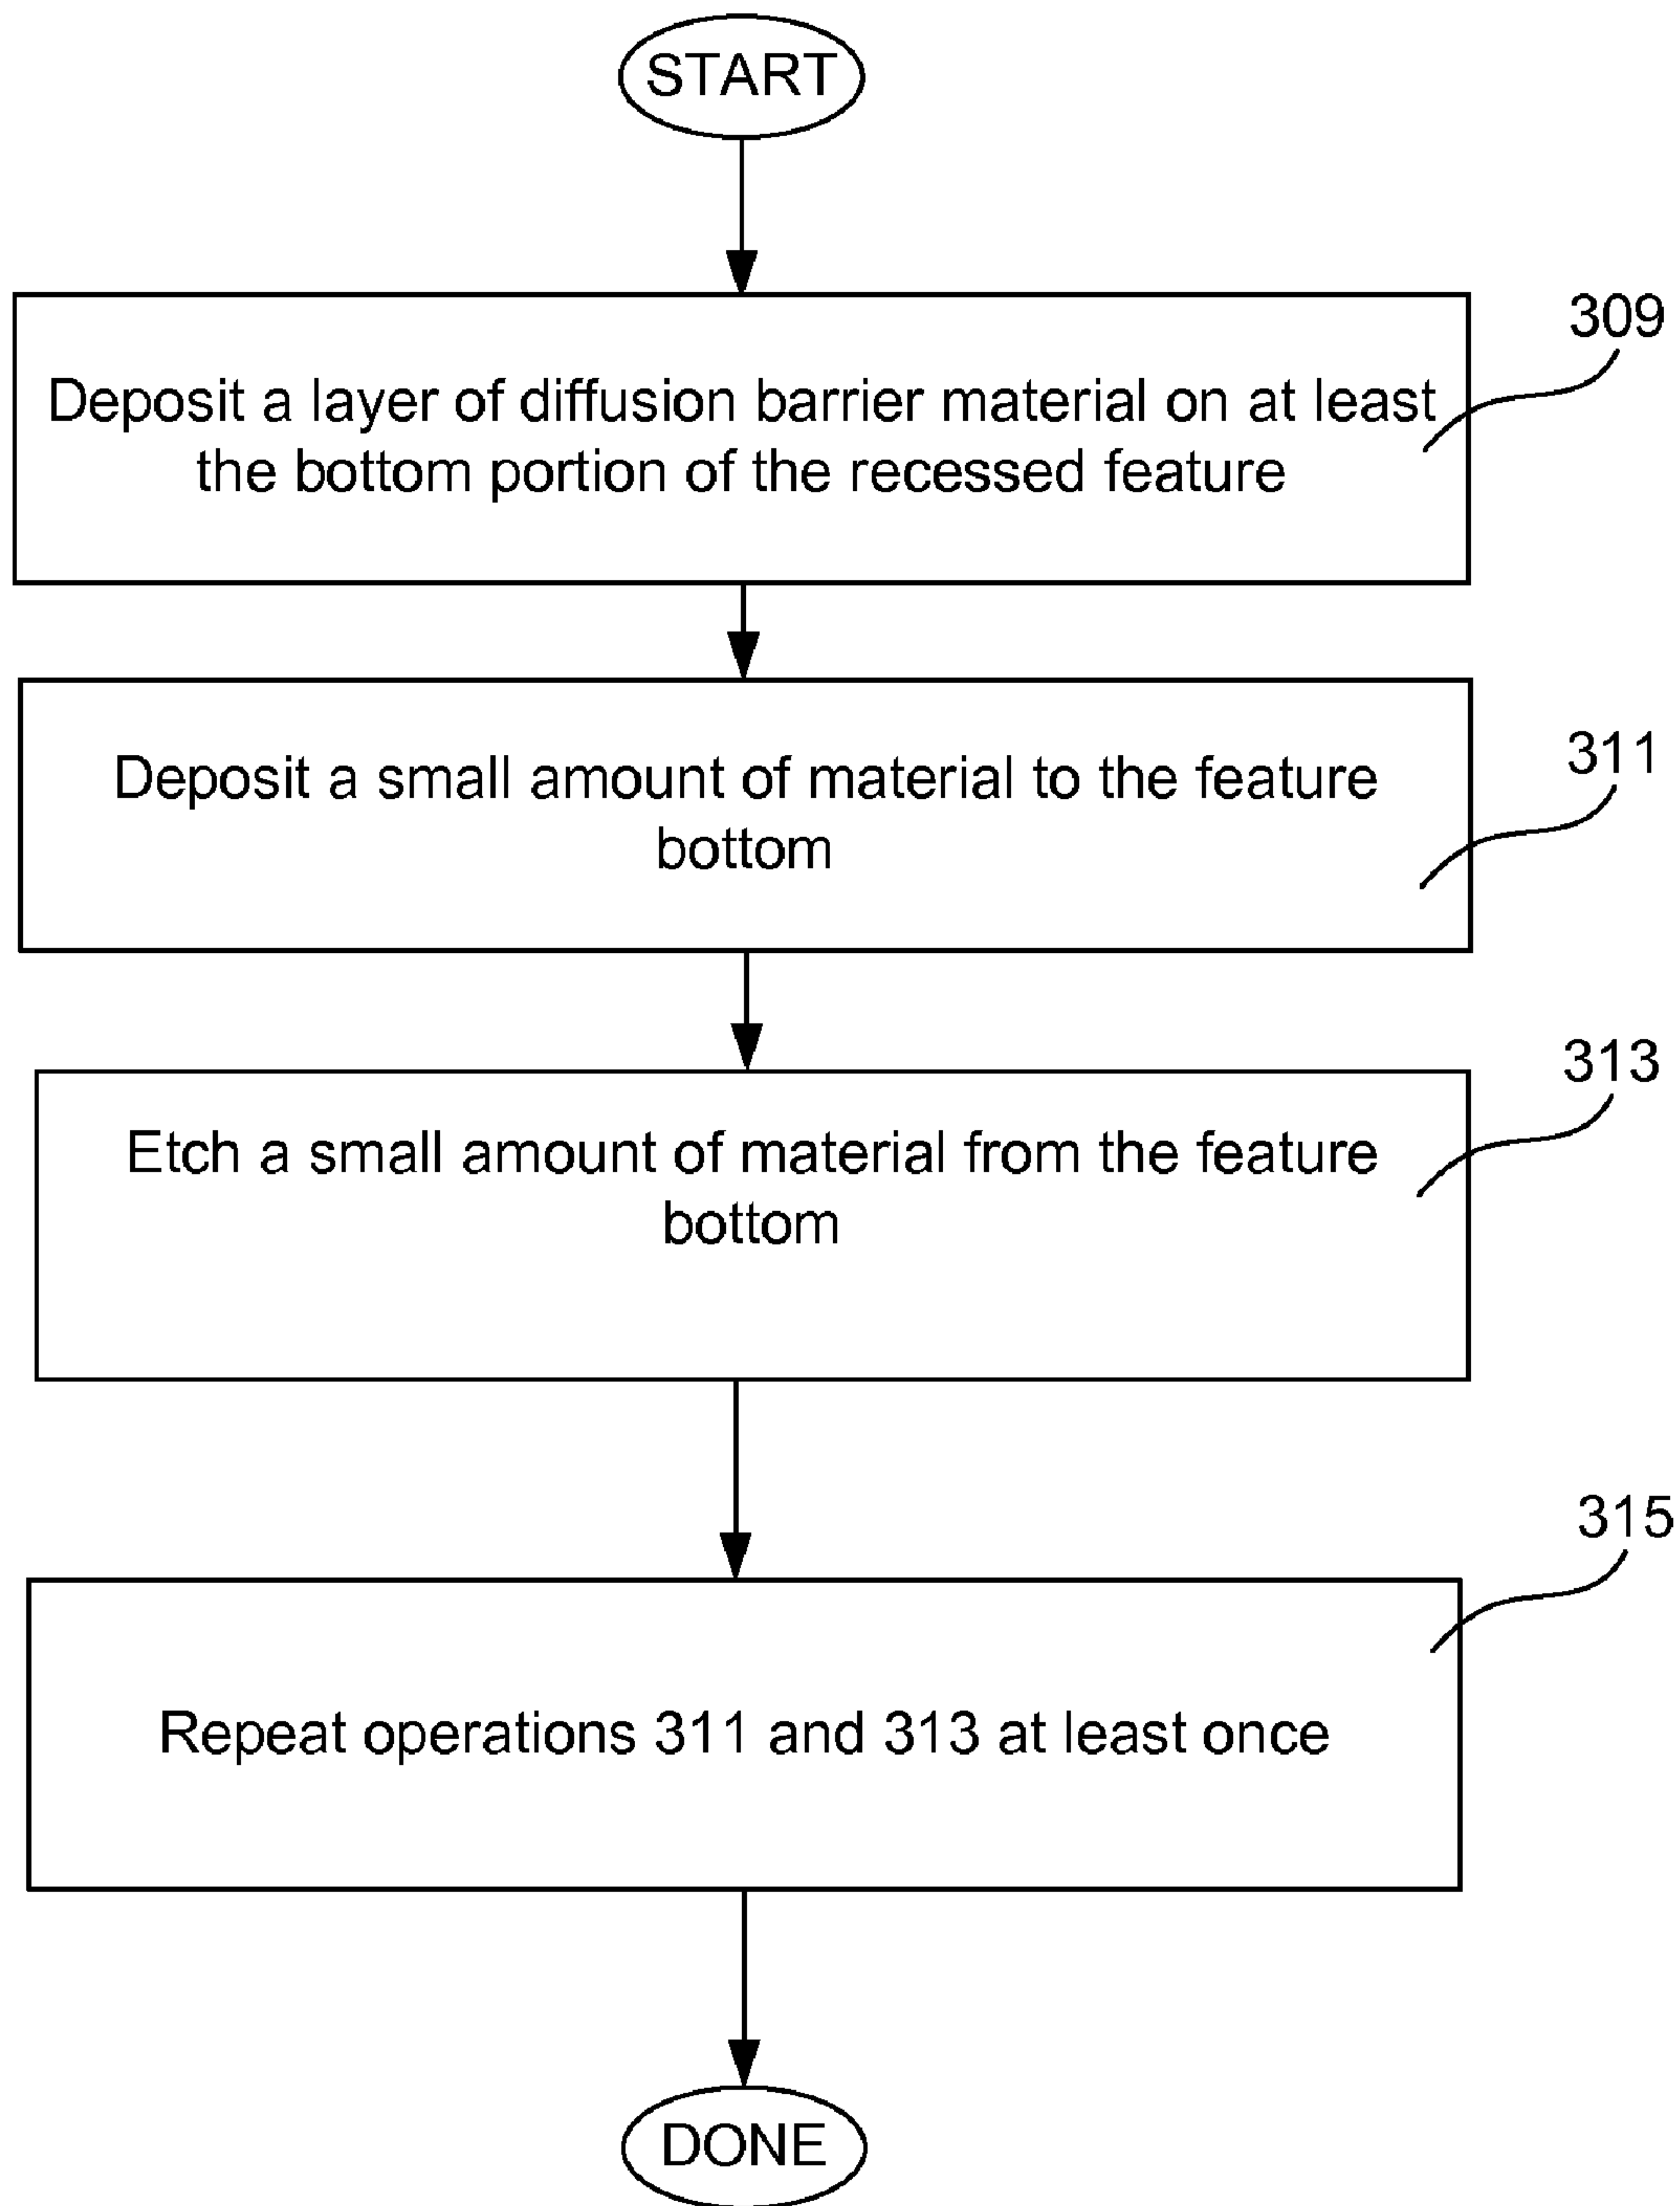 START
309
Deposit a layer of diffusion barrier material on at least
the bottom portion of the recessed feature
311
Deposit a small amount of material to the feature
bottom
313
Etch a small amount of material from the feature
bottom
315
Repeat operations 311 and 313 at least once
DONE